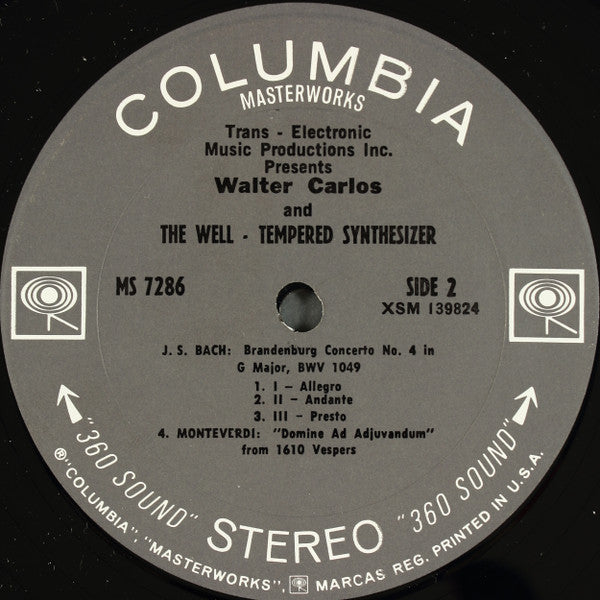 COLUMBIA
MASTERWORKS
Trans - Electronic
Music Productions Inc.
Presents
Walter Carlos
and
THE WELL - TEMPERED SYNTHESIZER
MS 7286
SIDE 2
XSM 139824
J. S. BACH: Brandenburg Concerto No. 4 in
G Major, BWV 1049
1. I – Allegro
2. II – Andante
3. III – Presto
4. MONTEVERDI: "Domine Ad Adjuvandum"
from 1610 Vespers
"360 SOUND" STEREO "360 SOUND"
Ⓟ "COLUMBIA", "MASTERWORKS", MARCAS REG. PRINTED IN U.S.A.